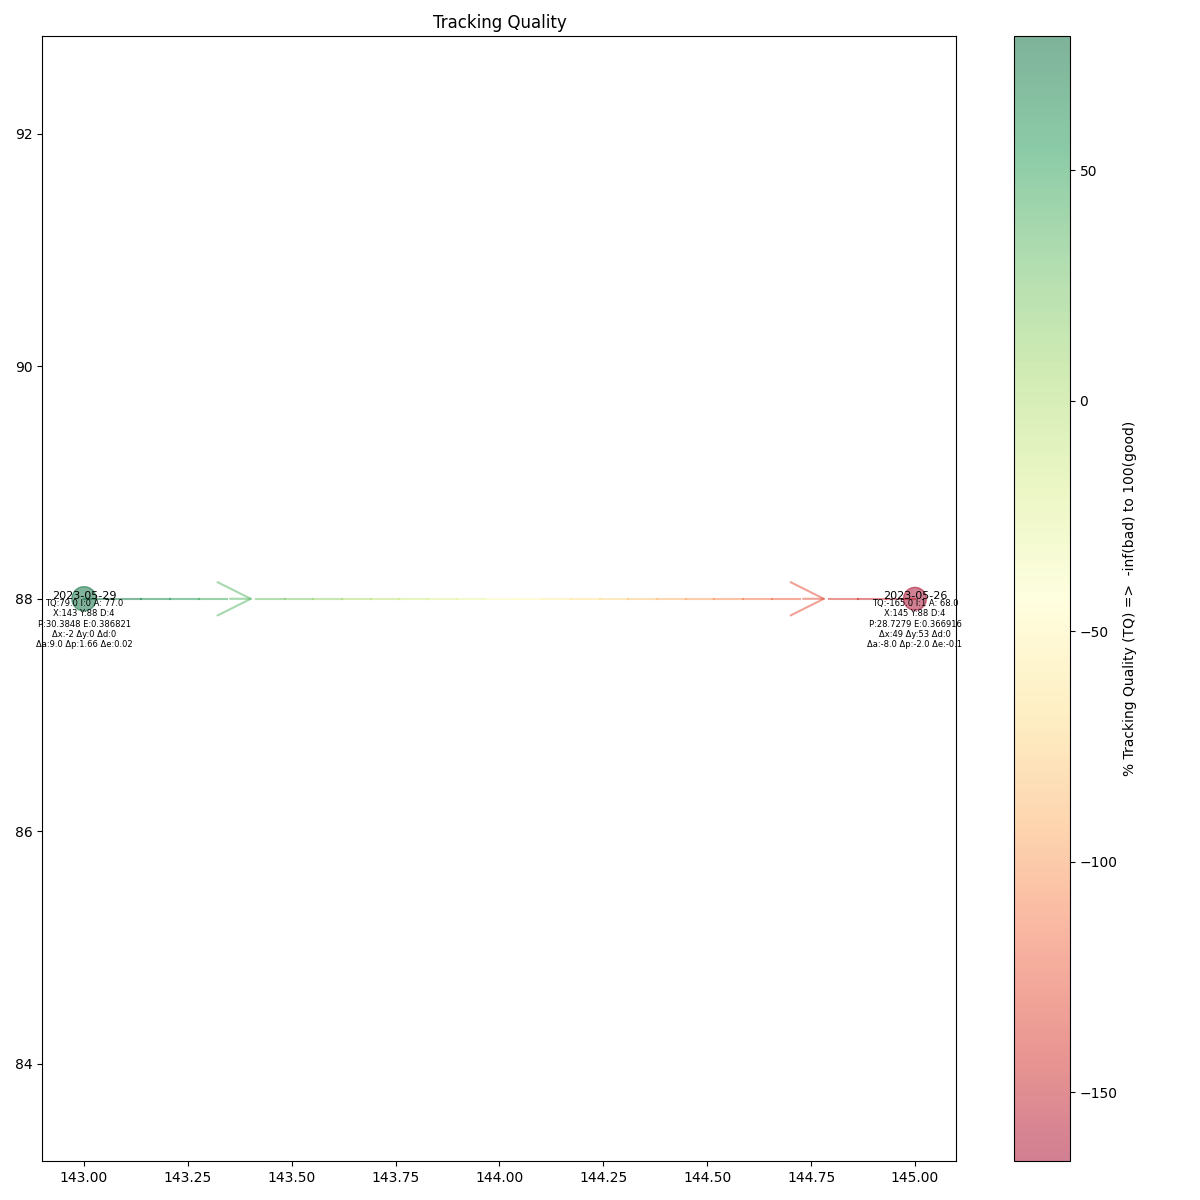 Tracking Quality
92
90
88
86
84
143.00 143.25 143.50 143.75 144.00 144.25 144.50 144.75 145.00
2023-05-29
TQ:79.0 I:0 A: 77.0
X:143 Y:88 D:4
P:30.3848 E:0.386821
Δx:-2 Δy:0 Δd:0
Δa:9.0 Δp:1.66 Δe:0.02
2023-05-26
TQ:-165.0 I:1 A: 68.0
X:145 Y:88 D:4
P:28.7279 E:0.366916
Δx:49 Δy:53 Δd:0
Δa:-8.0 Δp:-2.0 Δe:-0.1
50
0
−50
−100
−150
% Tracking Quality (TQ) => -inf(bad) to 100(good)